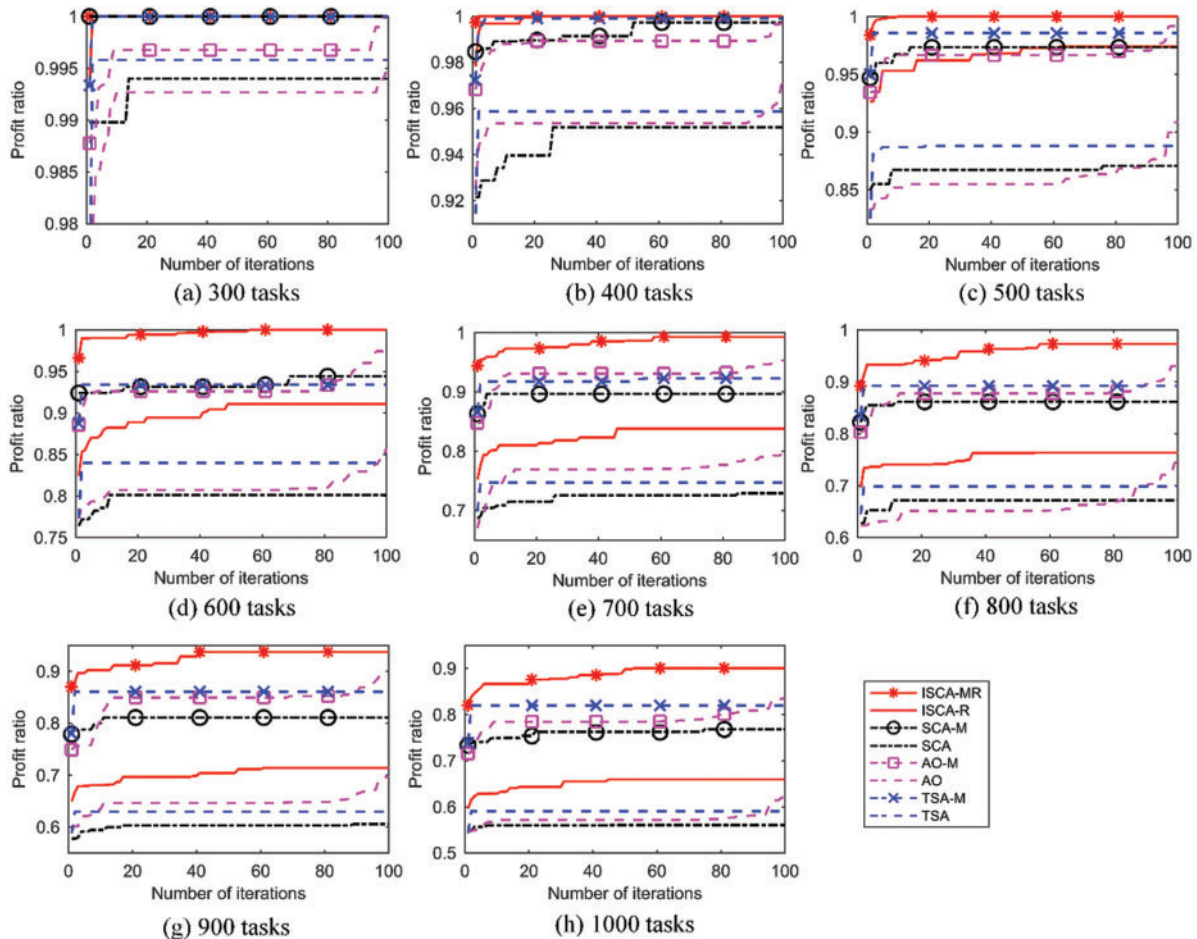 1
0.995
0.99
0.985
0.98
Profit ratio
0 20 40 60 80 100
Number of iterctions
(a) 300 tasks
1
0.98
0.96
0.94
0.92
Profit ratio
0 20 40 60 80 100
Number of iterctions
(b) 400 tasks
1
0.95
0.9
0.85
Profit ratio
0 20 40 60 80 100
Number of iterctions
(c) 500 tasks
1
0.95
0.9
0.85
0.8
0.75
Profit ratio
0 20 40 60 80 100
Number of iterctions
(d) 600 tasks
1
0.9
0.8
0.7
Profit ratio
0 20 40 60 80 100
Number of iterctions
(e) 700 tasks
1
0.9
0.8
0.7
0.6
Profit ratio
0 20 40 60 80 100
Number of iterctions
(f) 800 tasks
0.9
0.8
0.7
0.6
Profit ratio
0 20 40 60 80 100
Number of iterctions
(g) 900 tasks
0.9
0.8
0.7
0.6
0.5
Profit ratio
0 20 40 60 80 100
Number of iterctions
(h) 1000 tasks
ISCA-MR
ISCA-R
SCA-M
SCA
AO-M
AO
TSA-M
TSA